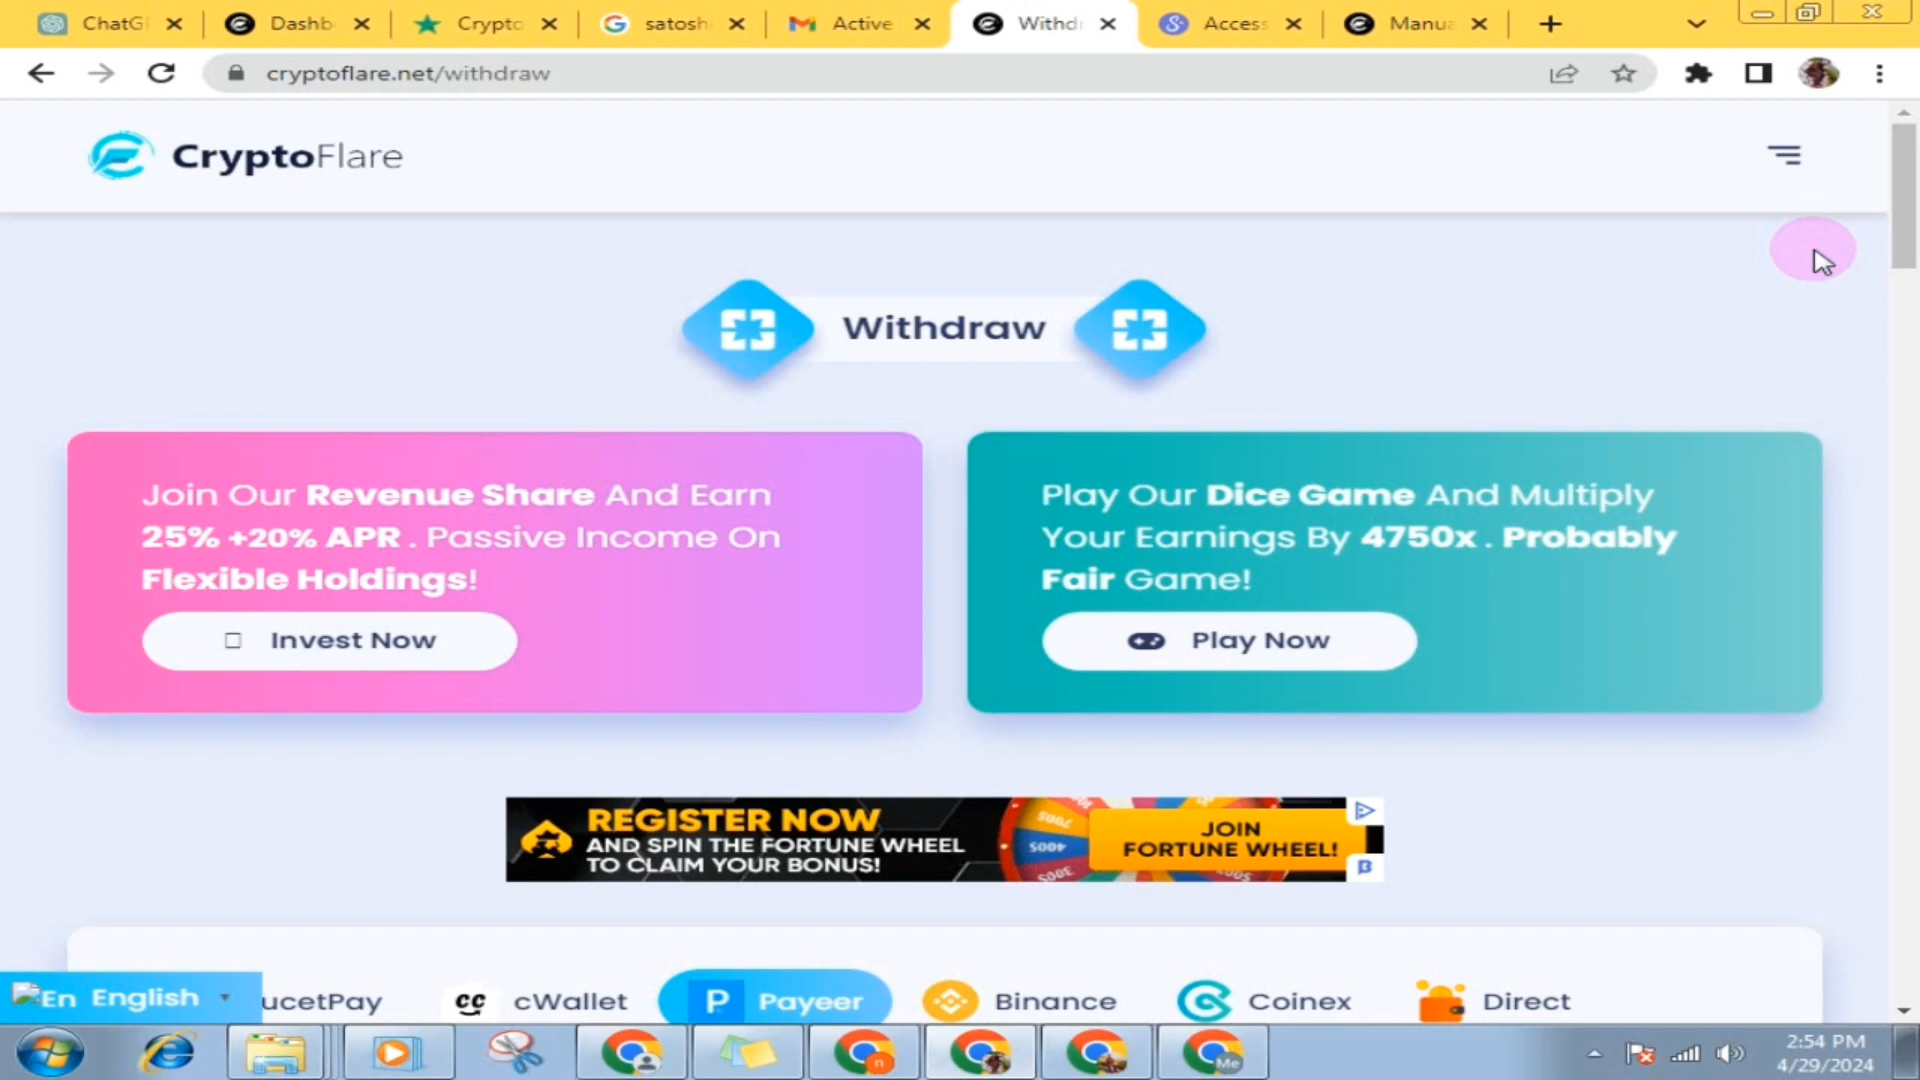 ChatG
Dashb
Crypto
satoshi
Active
Withdr
Access
Manua
cryptoflare.net/withdraw
CryptoFlare
Withdraw
Join Our Revenue Share And Earn
25% +20% APR . Passive Income On
Flexible Holdings!
Invest Now
Play Our Dice Game And Multiply
Your Earnings By 4750x . Probably
Fair Game!
Play Now
REGISTER NOW
AND SPIN THE FORTUNE WHEEL
TO CLAIM YOUR BONUS!
JOIN
FORTUNE WHEEL!
En English
ucetPay
cWallet
Payeer
Binance
Coinex
Direct
2:54 PM
4/29/2024